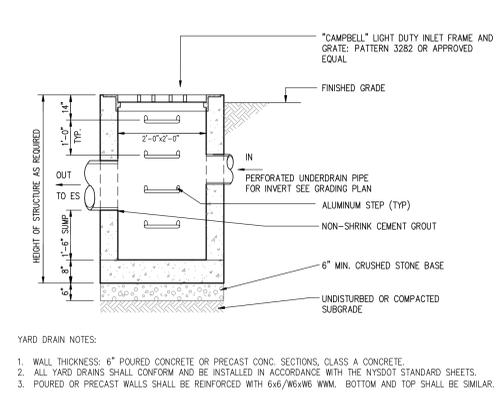 "CAMPBELL" LIGHT DUTY INLET FRAME AND
GRATE: PATTERN 3282 OR APPROVED
EQUAL
FINISHED GRADE
14"
1'-0"
TYP.
2'-0"x2'-0"
HEIGHT OF STRUCTURE AS REQUIRED
OUT
TO ES
IN
PERFORATED UNDERDRAIN PIPE
FOR INVERT SEE GRADING PLAN
ALUMINUM STEP (TYP)
NON-SHRINK CEMENT GROUT
1'-6" SUMP
8"
6"
6" MIN. CRUSHED STONE BASE
UNDISTURBED OR COMPACTED
SUBGRADE
YARD DRAIN NOTES:
1. WALL THICKNESS: 6" POURED CONCRETE OR PRECAST CONC. SECTIONS, CLASS A CONCRETE.
2. ALL YARD DRAINS SHALL CONFORM AND BE INSTALLED IN ACCORDANCE WITH THE NYSDOT STANDARD SHEETS.
3. POURED OR PRECAST WALLS SHALL BE REINFORCED WITH 6x6/W6xW6 WWM. BOTTOM AND TOP SHALL BE SIMILAR.